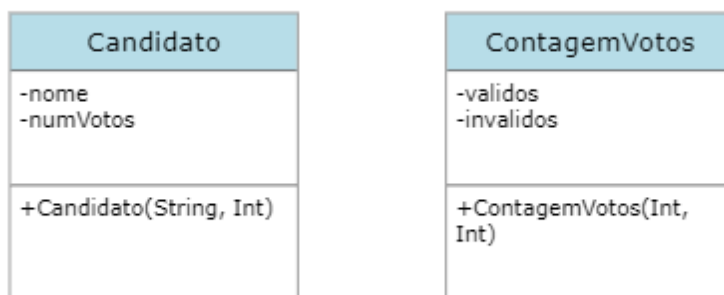 Candidato
-nome
-numVotos
+Candidato(String, Int)
ContagemVotos
-validos
-invalidos
+ContagemVotos(Int,
Int)